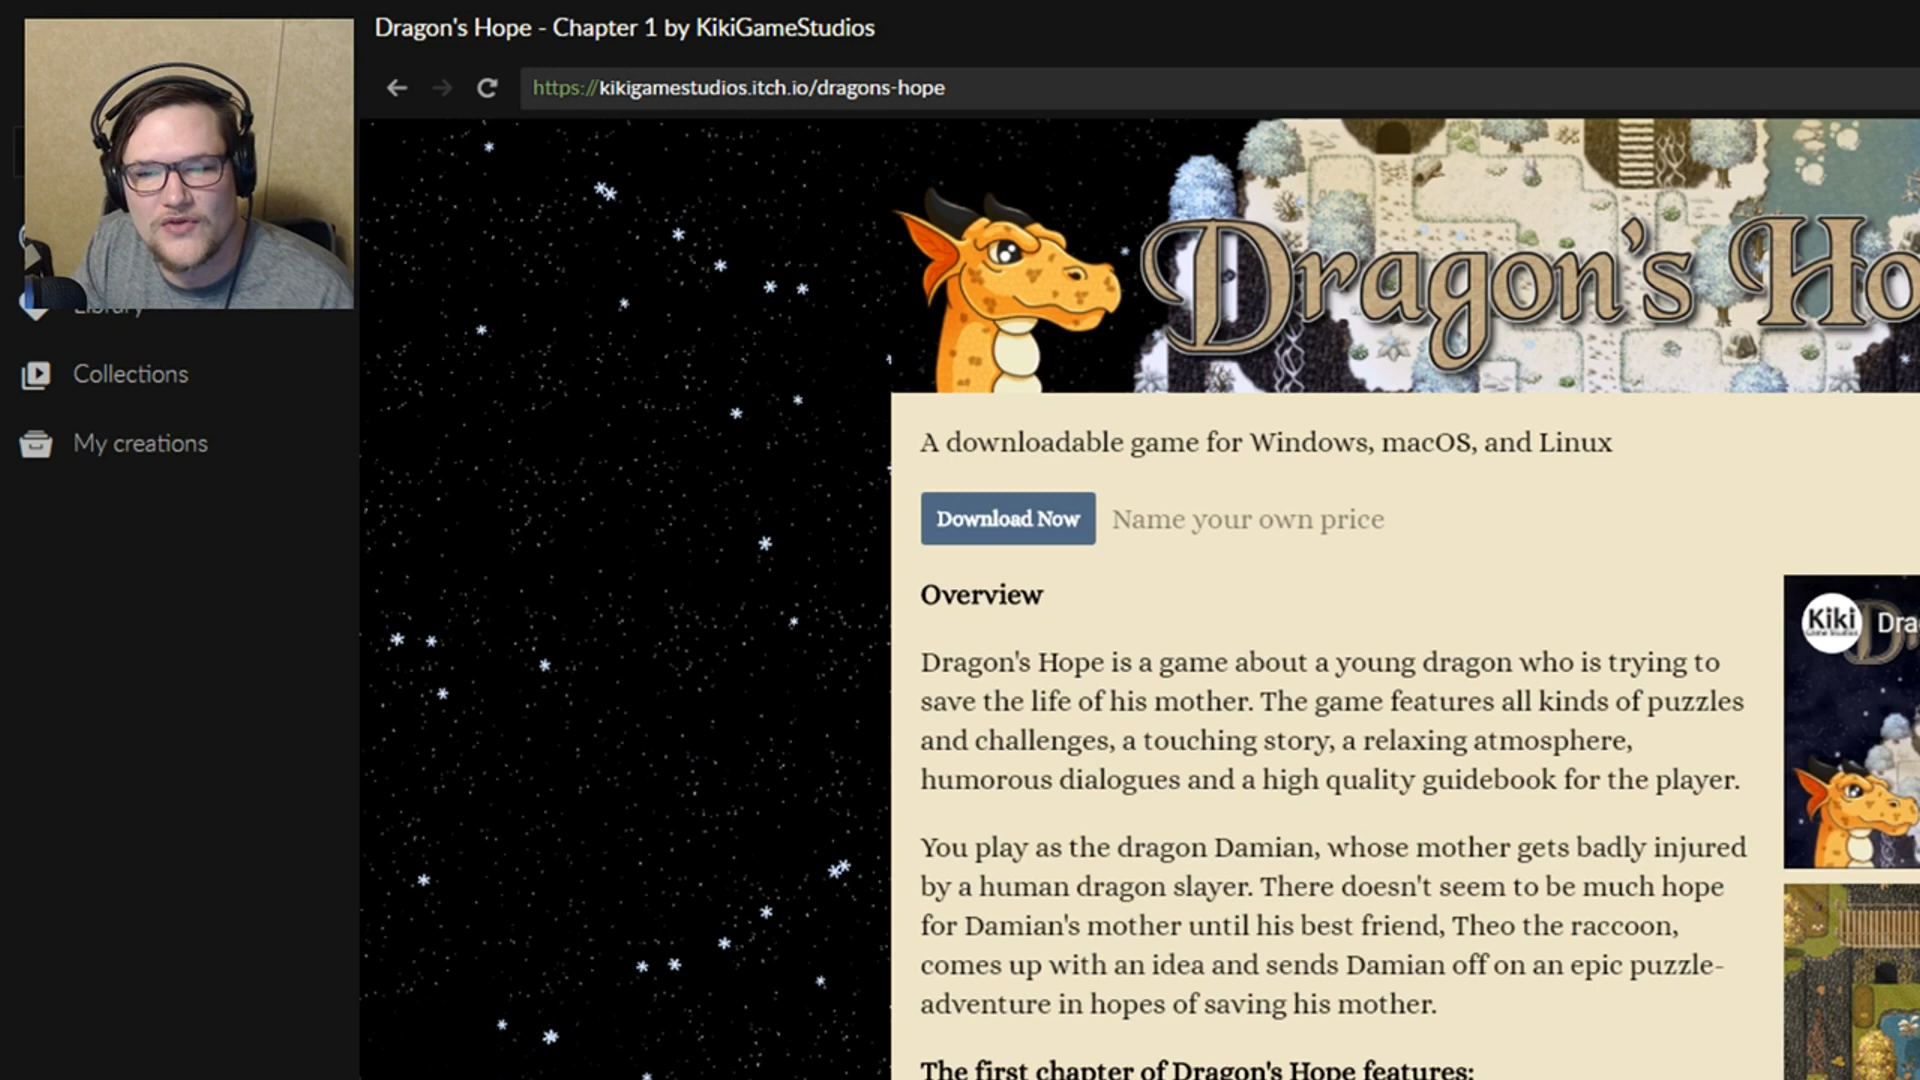 Dragon's Hope - Chapter 1 by KikiGameStudios
https://kikigamestudios.itch.io/dragons-hope
Library
Collections
My creations
Dragon's Ho
A downloadable game for Windows, macOS, and Linux
Download Now Name your own price
Overview
Dragon's Hope is a game about a young dragon who is trying to
save the life of his mother. The game features all kinds of puzzles
and challenges, a touching story, a relaxing atmosphere,
humorous dialogues and a high quality guidebook for the player.
You play as the dragon Damian, whose mother gets badly injured
by a human dragon slayer. There doesn't seem to be much hope
for Damian's mother until his best friend, Theo the raccoon,
comes up with an idea and sends Damian off on an epic puzzle-
adventure in hopes of saving his mother.
The first chapter of Dragon's Hope features:
Kiki Dra
Game Studios